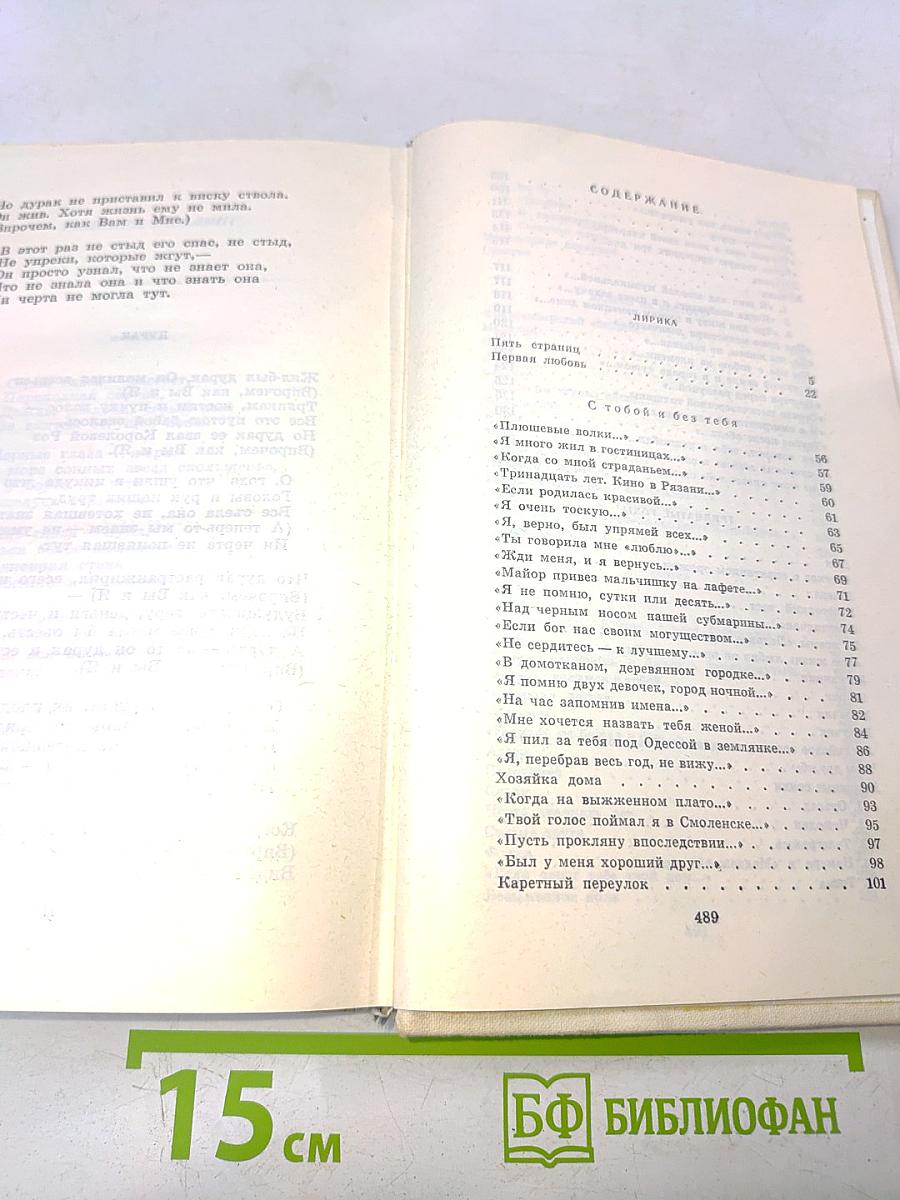 Но дурак не приставил к виску ствола.
Он жив. Хотя жизнь ему не мила.
Впрочем, как Вам и Мне.)
В этот раз не стыд его спас, не стыд,
Не упреки, которые жгут,—
Он просто узнал, что не знает она,
Что не знала она и что знать она
Ни черта не могла тут.
СОДЕРЖАНИЕ
ЛИРИКА
Пять страниц . . . . . . . . . . . . 5
Первая любовь . . . . . . . . . . . 22
С тобой и без тебя
«Плюшевые волки...» . . . . . . . . . 56
«Я много жил в гостиницах...» . . . . . . 57
«Когда со мной страданьем...» . . . . . . 59
«Тринадцать лет. Кино в Рязани...» . . . . 60
«Если родилась красивой...» . . . . . . . 61
«Я очень тоскую...» . . . . . . . . . 63
«Я, верно, был упрямей всех...» . . . . . 65
«Ты говорила мне «люблю»...» . . . . . . 67
«Жди меня, и я вернусь...» . . . . . . . 69
«Майор привез мальчишку на лафете...» . . . 71
«Я не помню, сутки или десять...» . . . . 72
«Над черным носом нашей субмарины...» . . 74
«Если бог нас своим могуществом...» . . . . 75
«Не сердитесь — к лучшему...» . . . . . . 77
«В домотканом, деревянном городке...» . . . 79
«Я помню двух девочек, город ночной...» . . . 81
«На час запомнив имена...» . . . . . . . 82
«Мне хочется назвать тебя женой...» . . . . 84
«Я пил за тебя под Одессой в землянке...» . . 86
«Я, перебрав весь год, не вижу...» . . . . . 88
Хозяйка дома . . . . . . . . . . . 90
«Когда на выжженном плато...» . . . . . . 93
«Твой голос поймал я в Смоленске...» . . . . 95
«Пусть прокляну впоследствии...» . . . . . 97
«Был у меня хороший друг...» . . . . . . 98
Каретный переулок . . . . . . . . . . 101
489
15 см
БФ БИБЛИОФАН